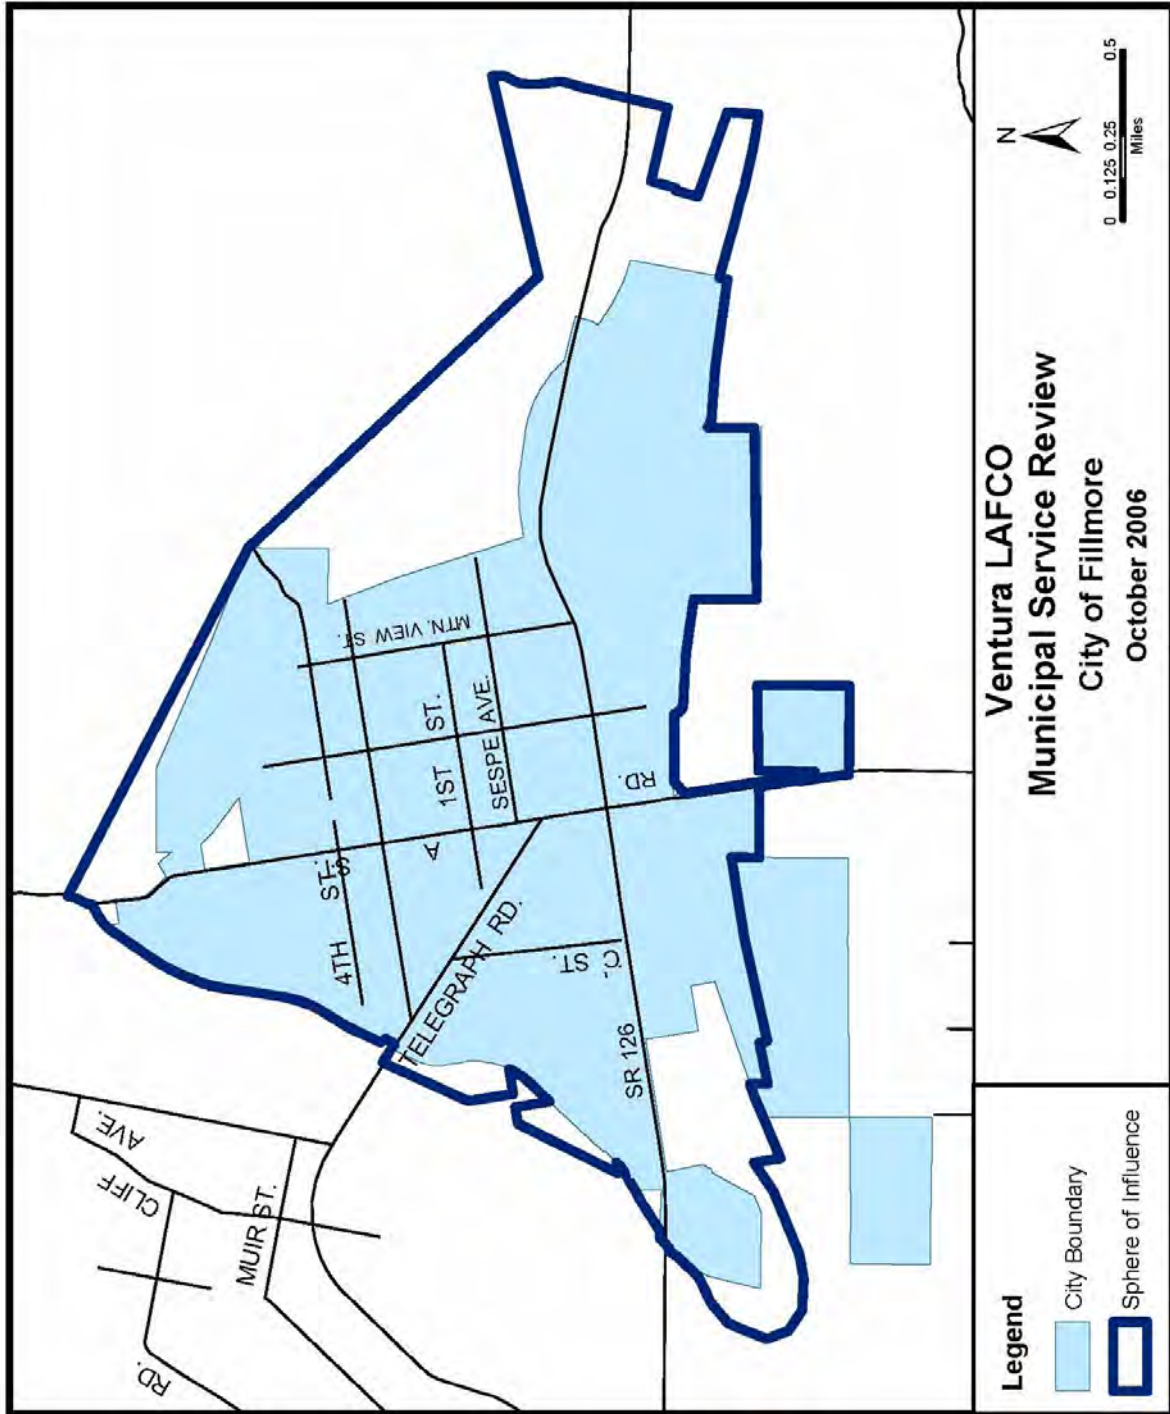 RD.
CLIFF
AVE.
MUIR ST.
TELEGRAPH RD.
4TH ST.
S
A
1ST ST.
SESPE AVE.
MTN. VIEW ST.
C. ST.
SR 126
RD.
Legend
City Boundary
Sphere of Influence
Ventura LAFCO
Municipal Service Review
City of Fillmore
October 2006
N
0 0.125 0.25 0.5
Miles